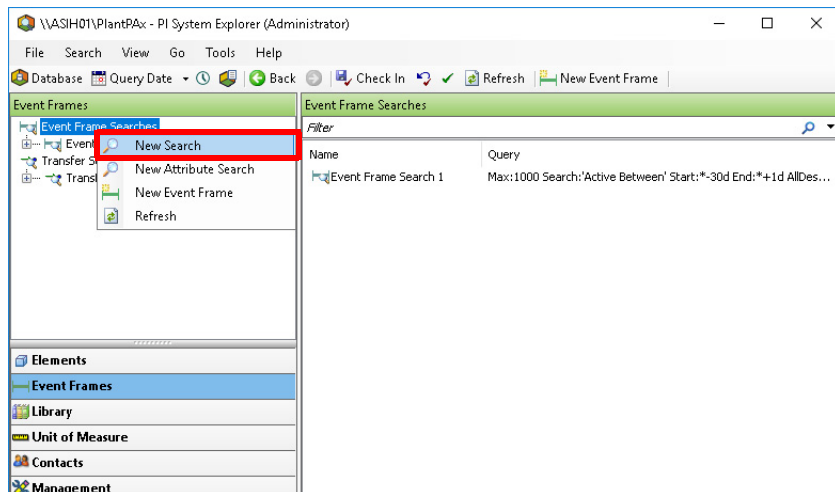 \\ASIH01\PlantPAx - PI System Explorer (Administrator)
File Search View Go Tools Help
Database Query Date Back Check In Refresh New Event Frame
Event Frames
Event Frame Searches
Event
Transfer S
Transf
New Search
New Attribute Search
New Event Frame
Refresh
Elements
Event Frames
Library
Unit of Measure
Contacts
Management
Event Frame Searches
Filter
Name Query
Event Frame Search 1 Max:1000 Search:'Active Between' Start:*-30d End:*+1d AllDes...